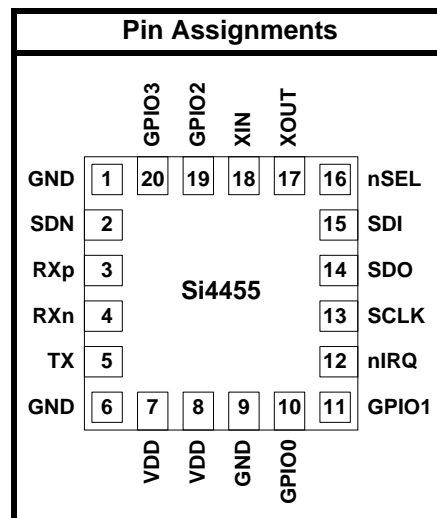 Pin Assignments
GPIO3 GPIO2 XIN XOUT
GND 1 20 19 18 17 16 nSEL
SDN 2 15 SDI
RXp 3 14 SDO
Si4455
RXn 4 13 SCLK
TX 5 12 nIRQ
GND 6 7 8 9 10 11 GPIO1
VDD VDD GND GPIO0